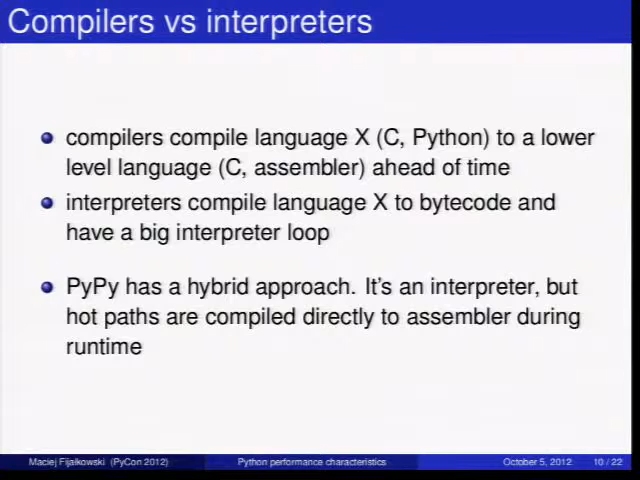 Compilers vs interpreters
compilers compile language X (C, Python) to a lower
level language (C, assembler) ahead of time
interpreters compile language X to bytecode and
have a big interpreter loop
PyPy has a hybrid approach. It's an interpreter, but
hot paths are compiled directly to assembler during
runtime
Maciej Fijałkowski (PyCon 2012) Python performance characteristics October 5, 2012 10 / 22